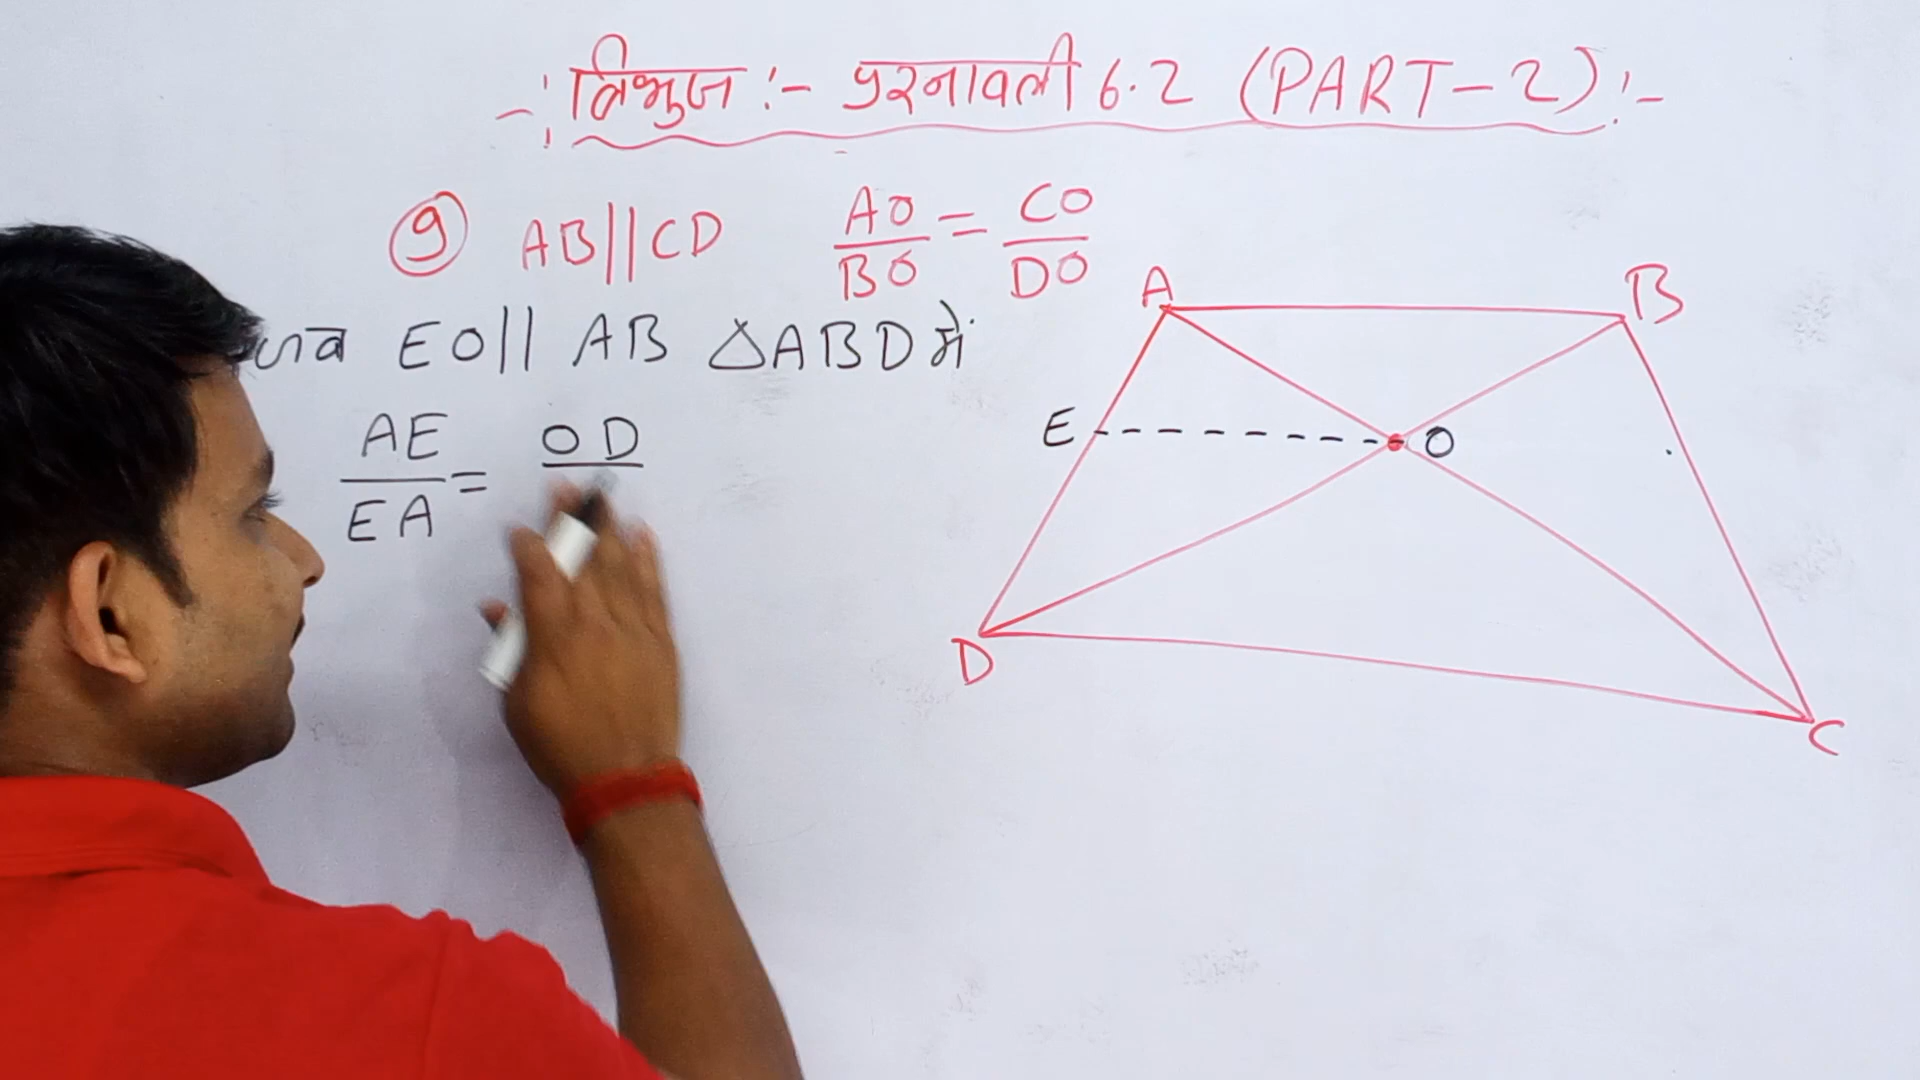 -: त्रिभुज :- प्रश्नावली 6.2 (PART-2) :-
⑨ AB||CD AO/BO = CO/DO
जब EO|| AB △ABD में
AE/EA = OD
A
B
E
O
D
C